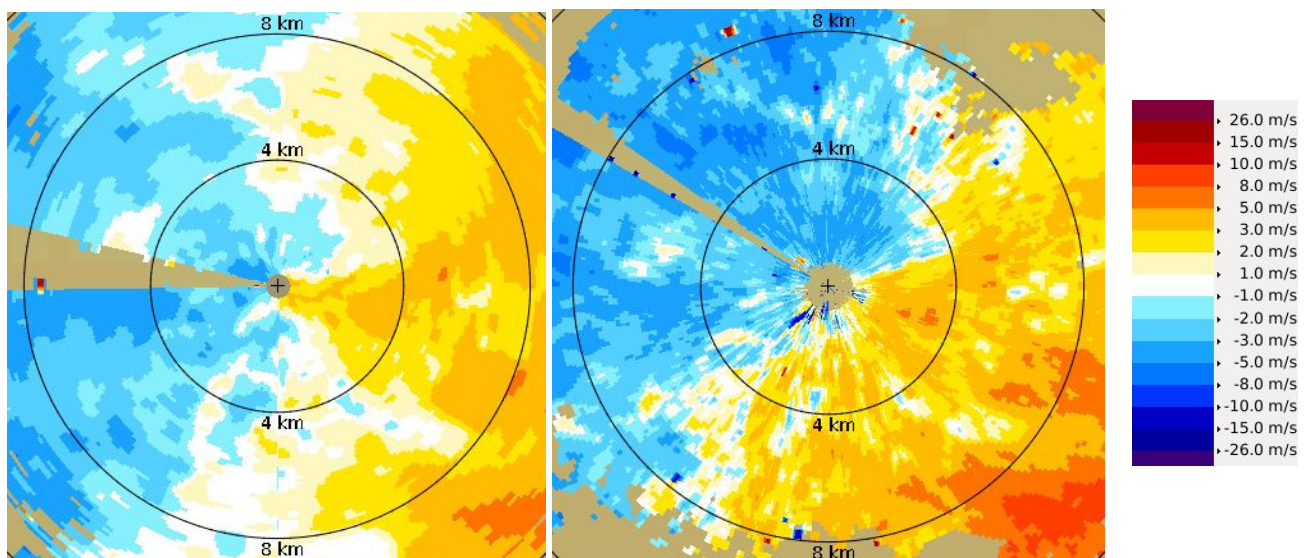 8 km
4 km
4 km
8 km
8 km
4 km
4 km
8 km
26.0 m/s
15.0 m/s
10.0 m/s
8.0 m/s
5.0 m/s
3.0 m/s
2.0 m/s
1.0 m/s
-1.0 m/s
-2.0 m/s
-3.0 m/s
-5.0 m/s
-8.0 m/s
-10.0 m/s
-15.0 m/s
-26.0 m/s